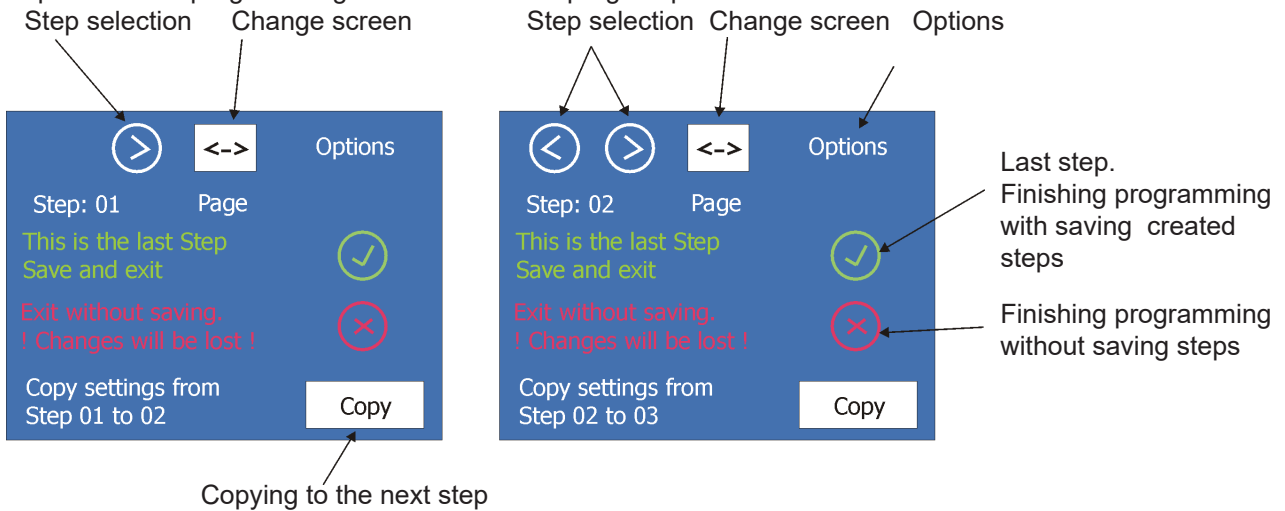 Step selection Change screen
Step selection Change screen Options
> <-> Options
Step: 01 Page
This is the last Step
Save and exit
Exit without saving.
! Changes will be lost !
Copy settings from
Step 01 to 02
Copy
< > <-> Options
Step: 02 Page
This is the last Step
Save and exit
Exit without saving.
! Changes will be lost !
Copy settings from
Step 02 to 03
Copy
Last step.
Finishing programming
with saving created
steps
Finishing programming
without saving steps
Copying to the next step